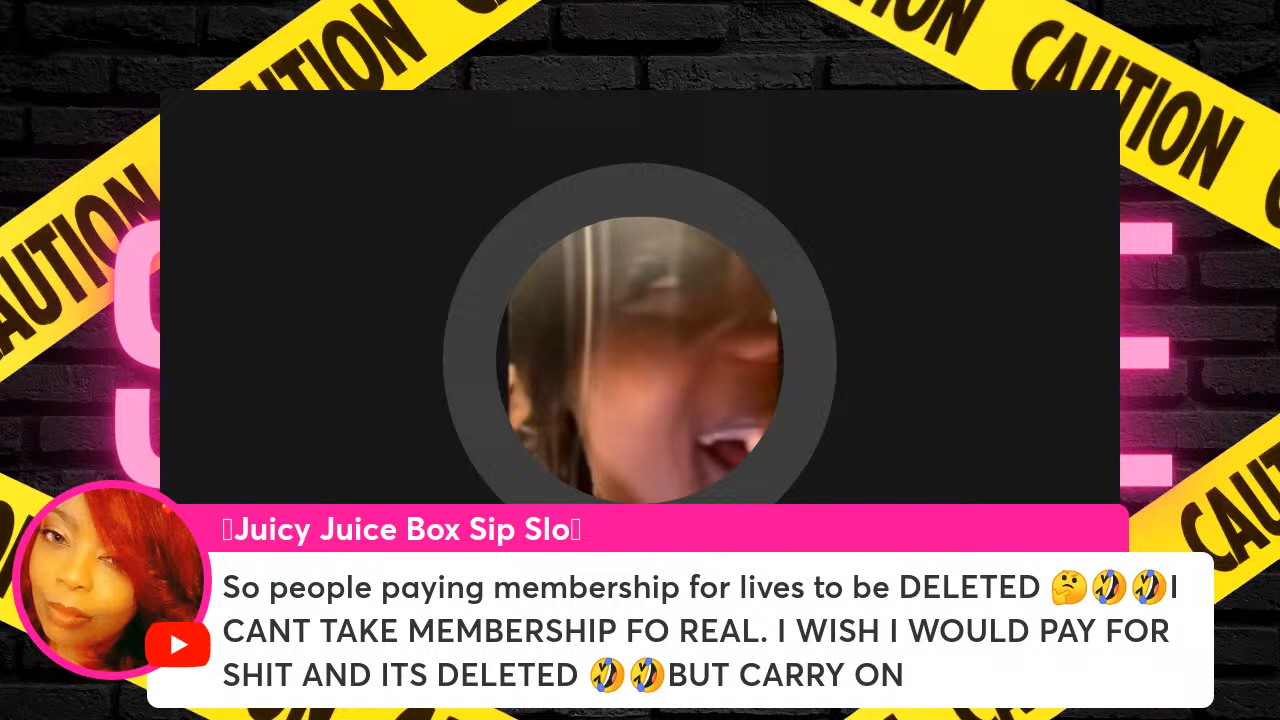 CAUTION
CAUTION
CAUTION
S
E
Juicy Juice Box Sip Slo
So people paying membership for lives to be DELETED 🤔🤣🤣I
CANT TAKE MEMBERSHIP FO REAL. I WISH I WOULD PAY FOR
SHIT AND ITS DELETED 🤣🤣BUT CARRY ON